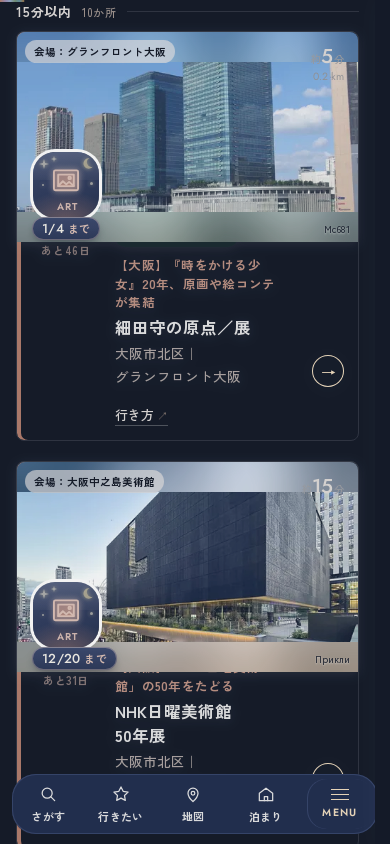 15分以内 10か所
会場：グランフロント大阪
5分
0.2 km
ART
1/4 まで
あと46日
Mc681
【大阪】『時をかける少
女』20年、原画や絵コンテ
が集結
細田守の原点／展
大阪市北区｜
グランフロント大阪
→
行き方 ↗
会場：大阪中之島美術館
15
ART
12/20 まで
あと31日
Прикли
館」の50年をたどる
NHK日曜美術館
50年展
大阪市北区｜
さがす
行きたい
地図
泊まり
MENU